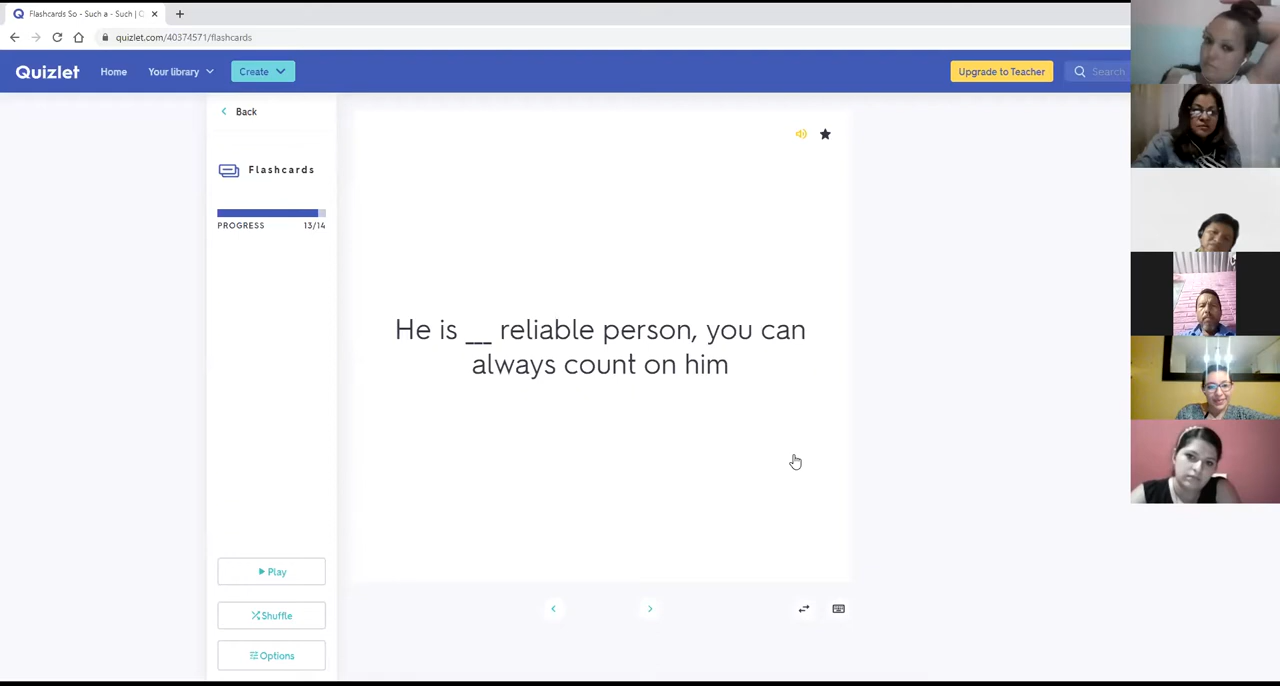 Flashcards So - Such a - Such |
quizlet.com/40374571/flashcards
Quizlet
Home
Your library
Create
Upgrade to Teacher
Search
Back
Flashcards
PROGRESS
13/14
He is ___ reliable person, you can
always count on him
Play
Shuffle
Options